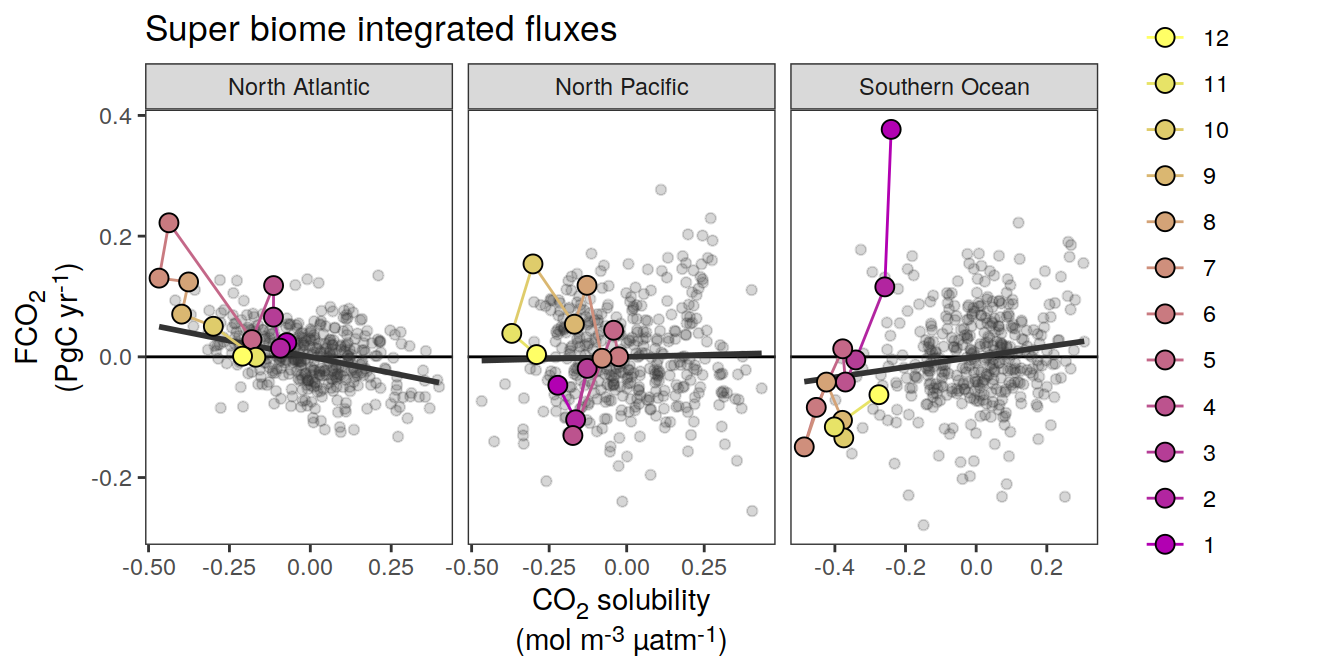 Super biome integrated fluxes
North Atlantic
North Pacific
Southern Ocean
0.4
0.2
0.0
-0.2
FCO₂
(PgC yr⁻¹)
-0.50 -0.25 0.00 0.25
-0.50 -0.25 0.00 0.25
-0.4 -0.2 0.0 0.2
CO₂ solubility
(mol m⁻³ µatm⁻¹)
12
11
10
9
8
7
6
5
4
3
2
1